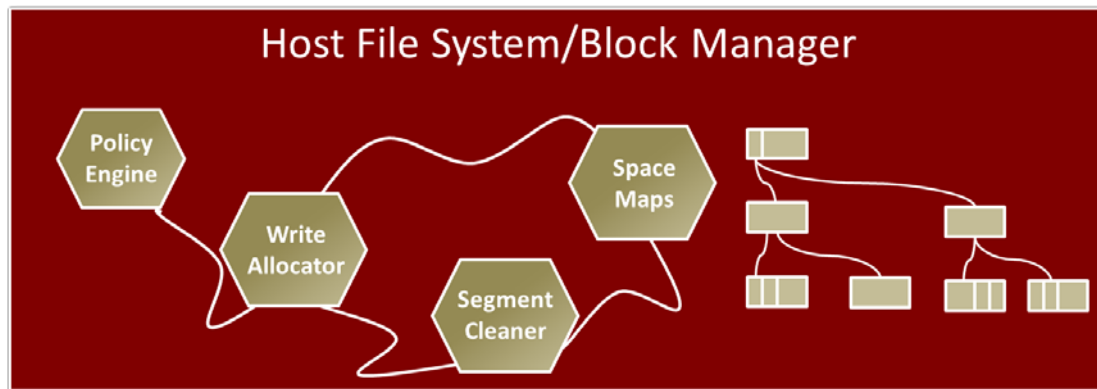 Host File System/Block Manager
Policy
Engine
Write
Allocator
Segment
Cleaner
Space
Maps